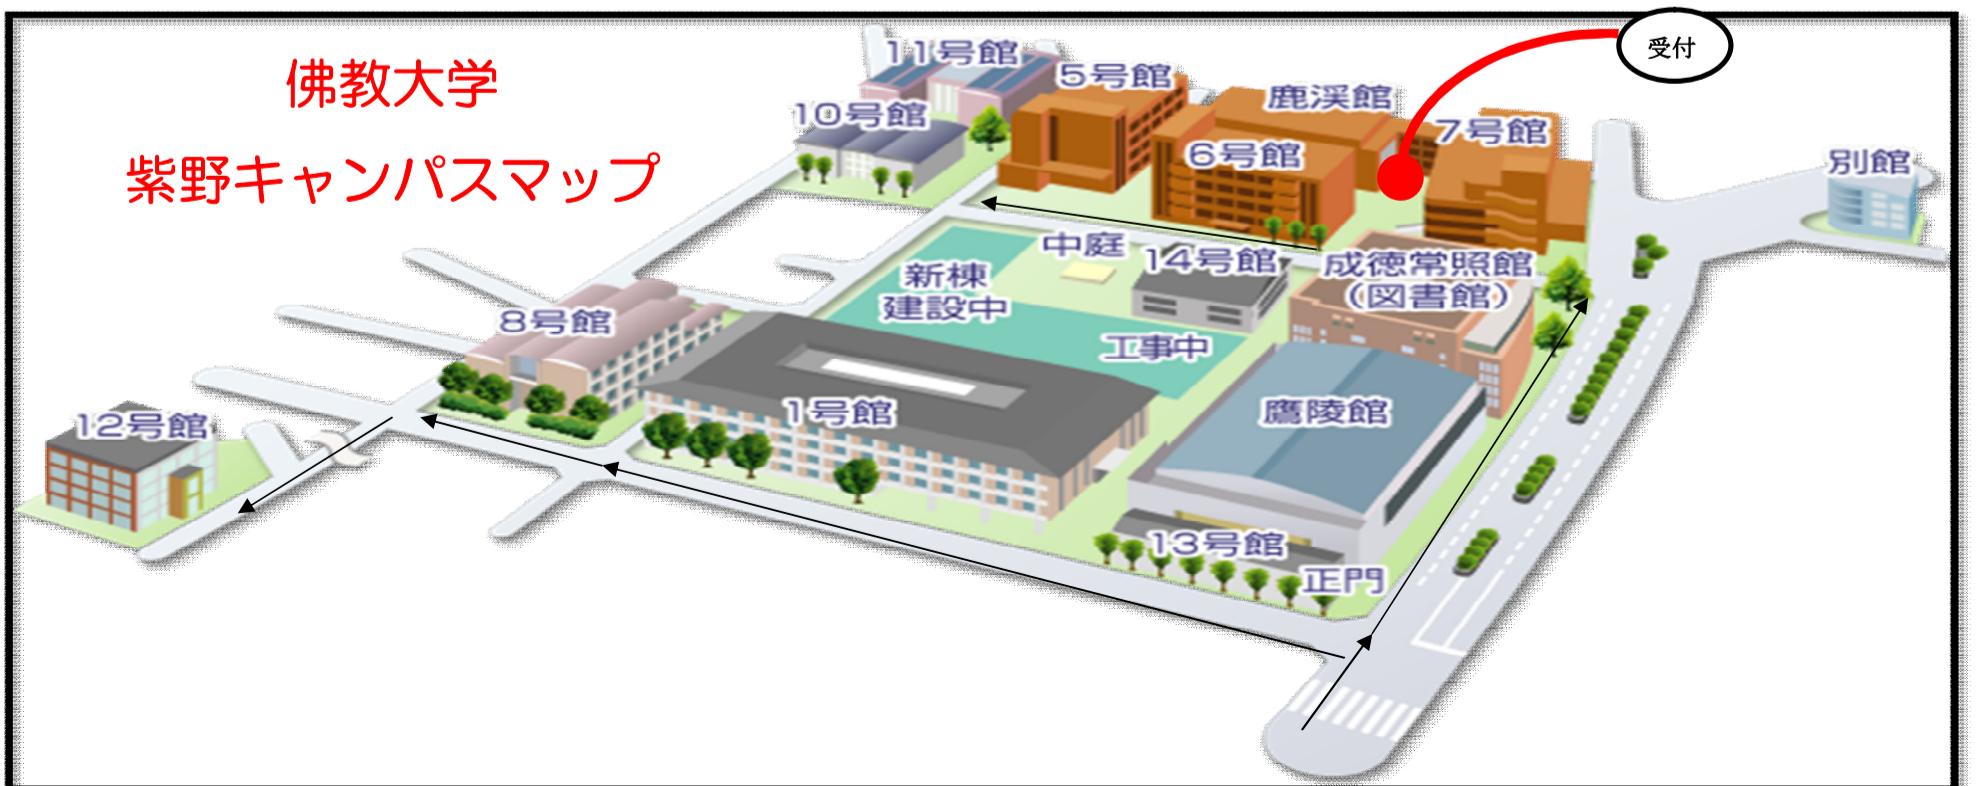 佛教大学
紫野キャンパスマップ
受付
11号館
5号館
鹿渓館
10号館
7号館
6号館
別館
中庭
14号館
成徳常照館
(図書館)
新棟
建設中
8号館
工事中
1号館
鷹陵館
12号館
13号館
正門